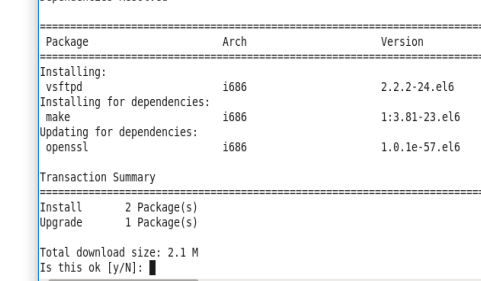 ================================================================
Package Arch Version
================================================================
Installing:
vsftpd i686 2.2.2-24.el6
Installing for dependencies:
make i686 1:3.81-23.el6
Updating for dependencies:
openssl i686 1.0.1e-57.el6
Transaction Summary
================================================================
Install 2 Package(s)
Upgrade 1 Package(s)
Total download size: 2.1 M
Is this ok [y/N]: